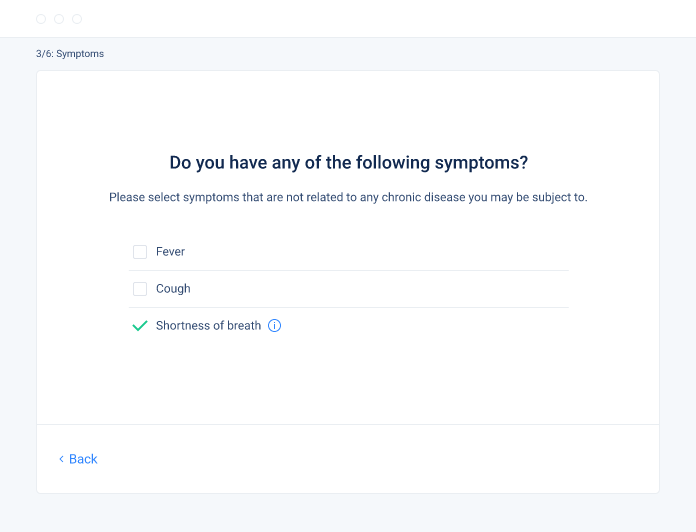 3/6: Symptoms
Do you have any of the following symptoms?
Please select symptoms that are not related to any chronic disease you may be subject to.
Fever
Cough
Shortness of breath
Back